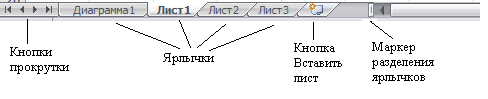 Диаграмма1 Лист1 Лист2 Лист3
Кнопки
прокрутки
Ярлычки
Кнопка
Вставить
лист
Маркер
разделения
ярлычков